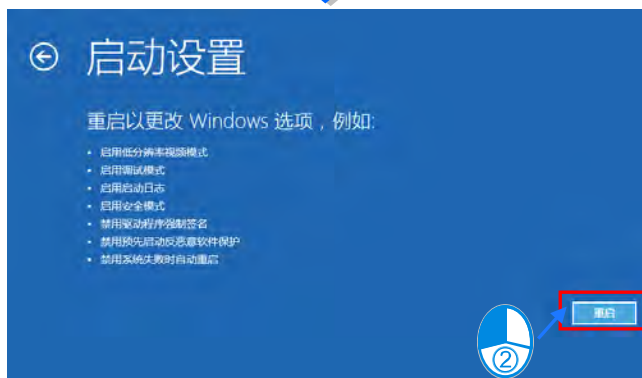 启动设置
重启以更改 Windows 选项，例如:
• 启用低分辨率视频模式
• 启用调试模式
• 启用启动日志
• 启用安全模式
• 禁用驱动程序强制签名
• 禁用预先启动反恶意软件保护
• 禁用系统失败时自动重启
重启
②